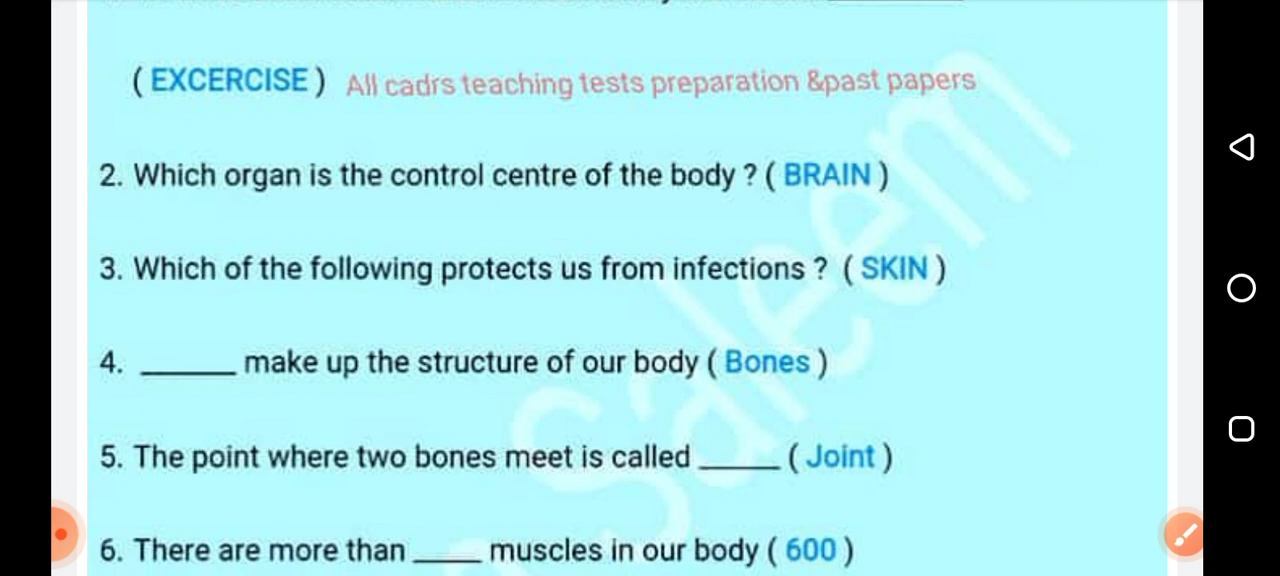 ( EXCERCISE ) All cadrs teaching tests preparation &past papers
2. Which organ is the control centre of the body ? ( BRAIN )
3. Which of the following protects us from infections ? ( SKIN )
4. ______ make up the structure of our body ( Bones )
5. The point where two bones meet is called _____ ( Joint )
6. There are more than ____ muscles in our body ( 600 )
Saleem